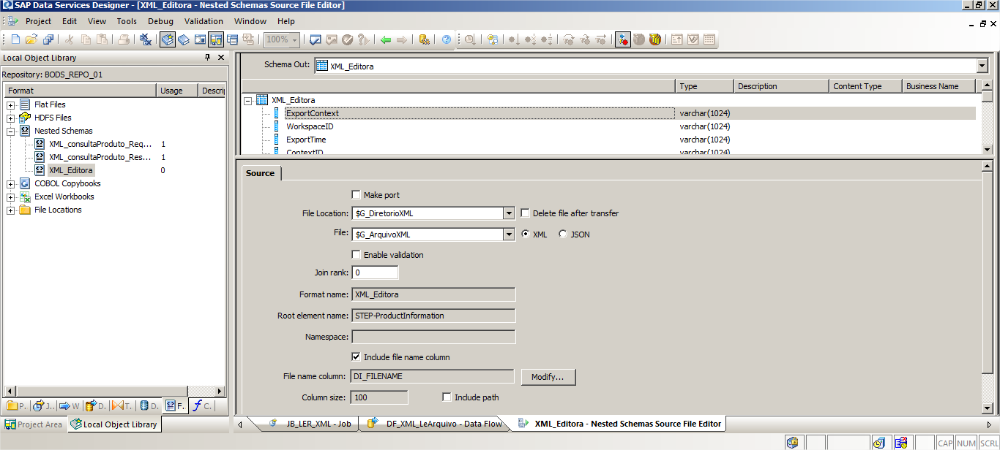 SAP Data Services Designer - [XML_Editora - Nested Schemas Source File Editor]
Project Edit View Tools Debug Validation Window Help
100%
Local Object Library
Repository: BODS_REPO_01
Format Usage Descri
Flat Files
HDFS Files
Nested Schemas
XML_consultaProduto_Req... 1
XML_consultaProduto_Res... 1
XML_Editora 0
COBOL Copybooks
Excel Workbooks
File Locations
P. J.. W D. T. D. F. C.
Project Area Local Object Library
Schema Out: XML_Editora
Type Description Content Type Business Name
XML_Editora
ExportContext varchar(1024)
WorkspaceID varchar(1024)
ExportTime varchar(1024)
ContextID varchar(1024)
Source
Make port
File Location: $G_DiretorioXML Delete file after transfer
File: $G_ArquivoXML XML JSON
Enable validation
Join rank: 0
Format name: XML_Editora
Root element name: STEP-ProductInformation
Namespace:
Include file name column
File name column: DI_FILENAME Modify...
Column size: 100 Include path
JB_LER_XML - Job DF_XML_LeArquivo - Data Flow XML_Editora - Nested Schemas Source File Editor
CAP NUM SCRL